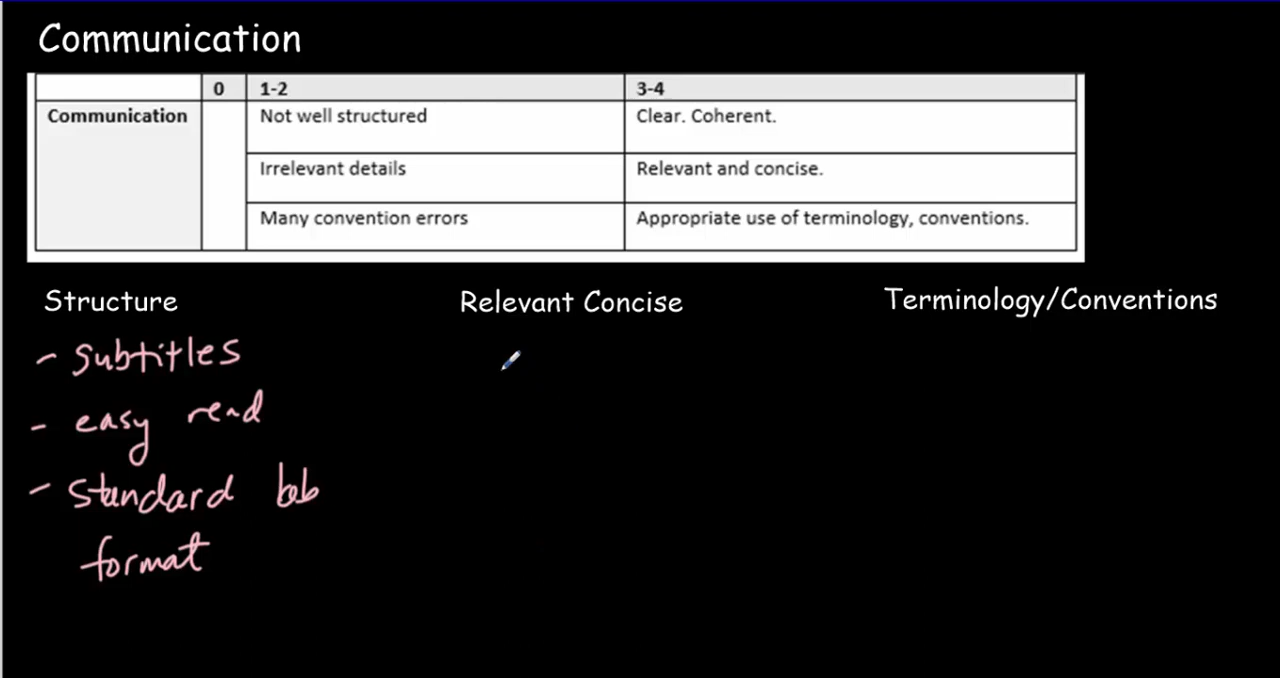 Communication
0 1-2 3-4
Communication Not well structured Clear. Coherent.
Irrelevant details Relevant and concise.
Many convention errors Appropriate use of terminology, conventions.
Structure Relevant Concise Terminology/Conventions
- subtitles
- easy read
- standard
format